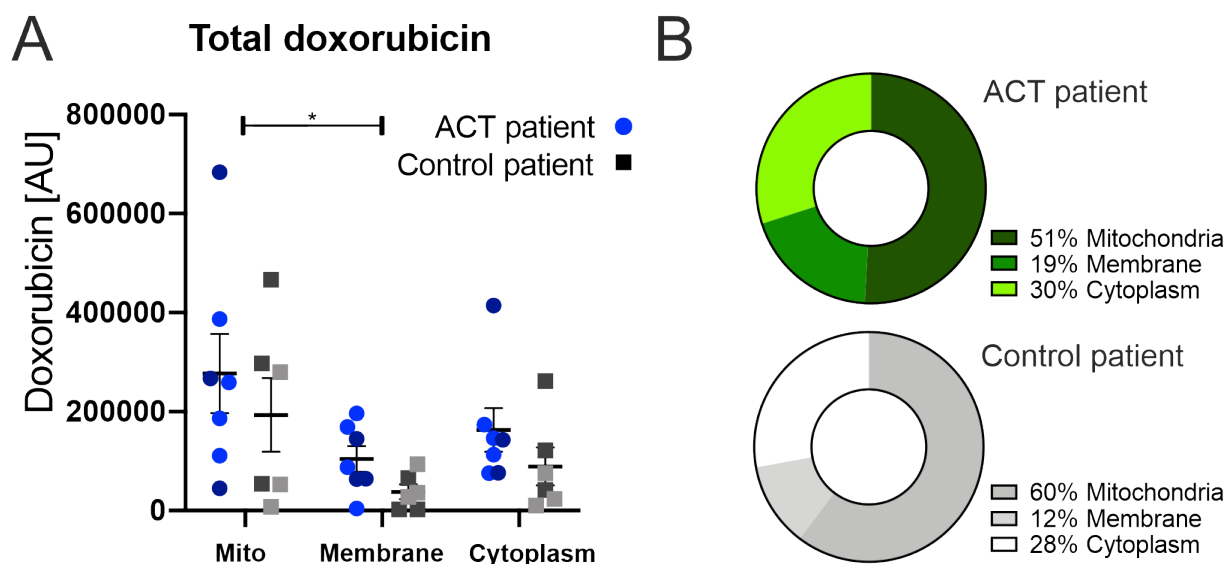 A
Total doxorubicin
Doxorubicin [AU]
800000
600000
400000
200000
0
*
ACT patient
Control patient
Mito
Membrane
Cytoplasm
B
ACT patient
51% Mitochondria
19% Membrane
30% Cytoplasm
Control patient
60% Mitochondria
12% Membrane
28% Cytoplasm